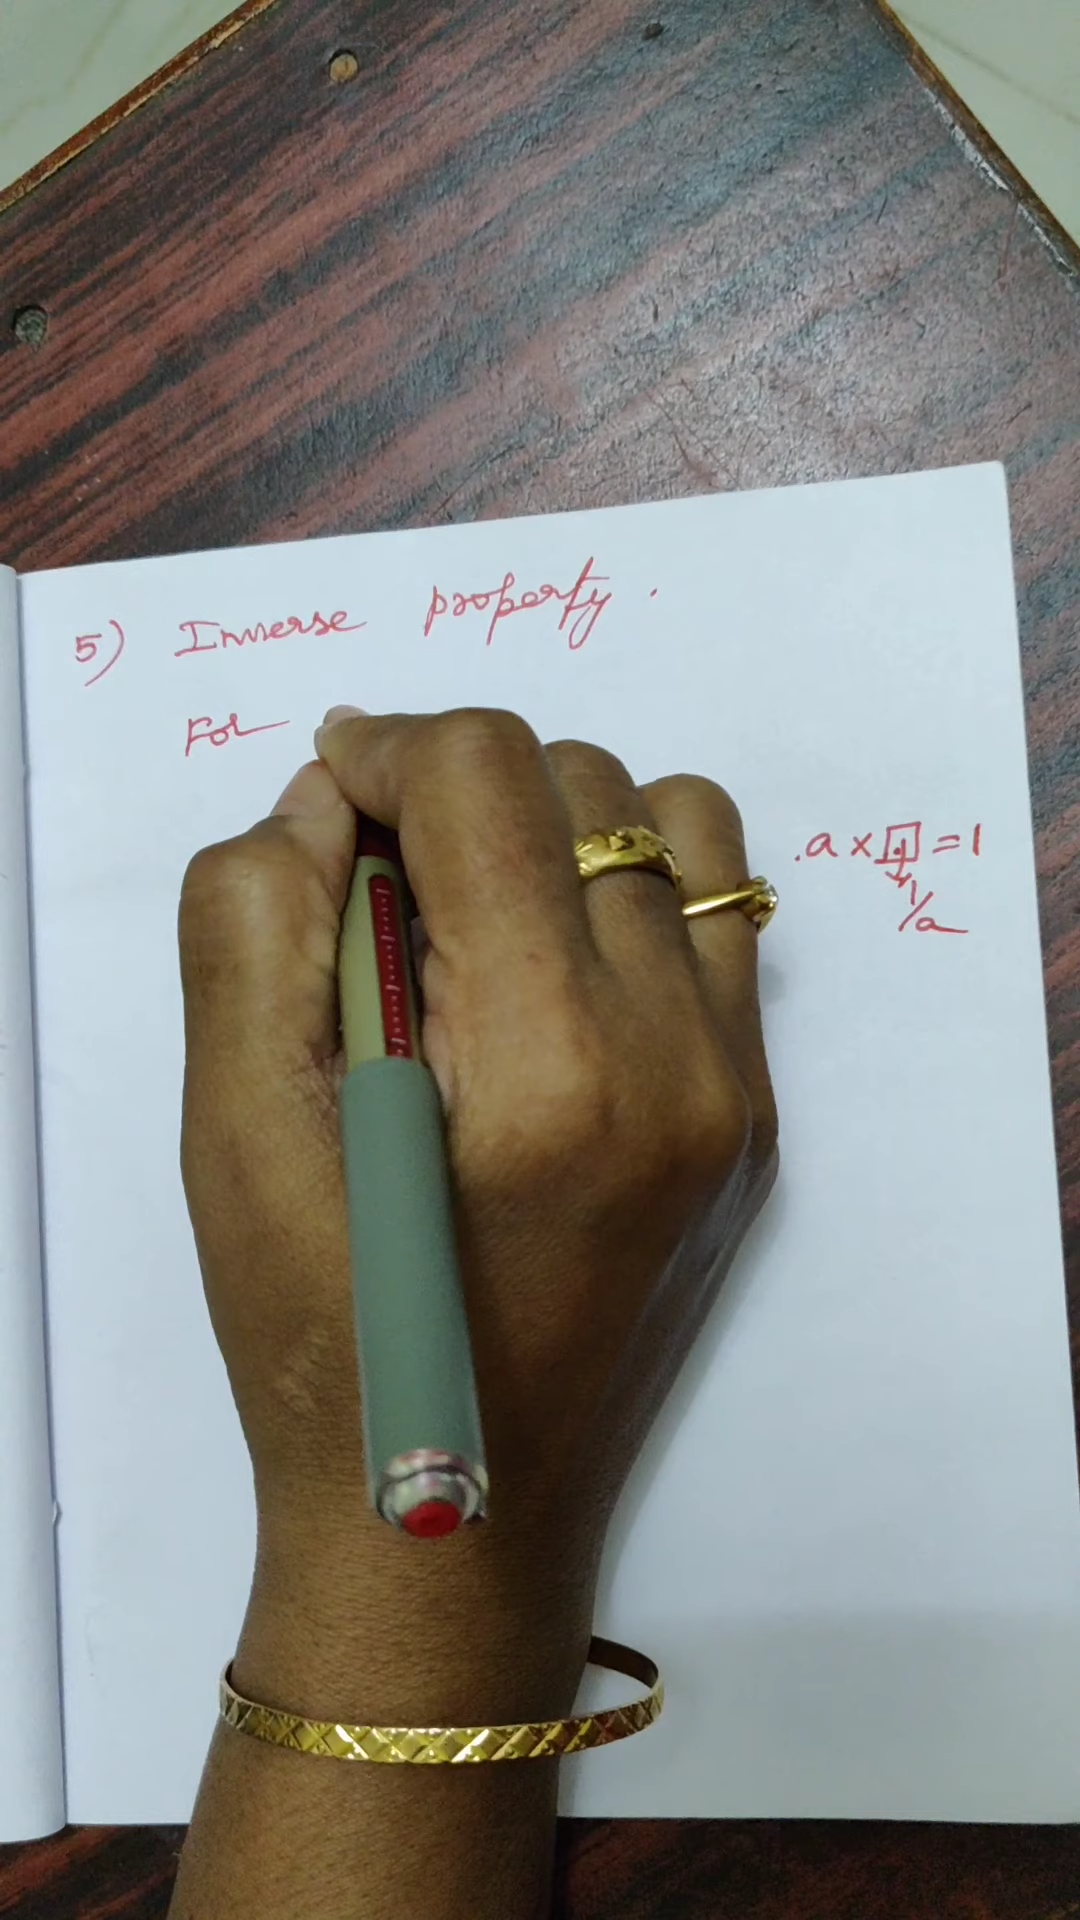 5) Inverse property.
For
.a × □ = 1
1/a